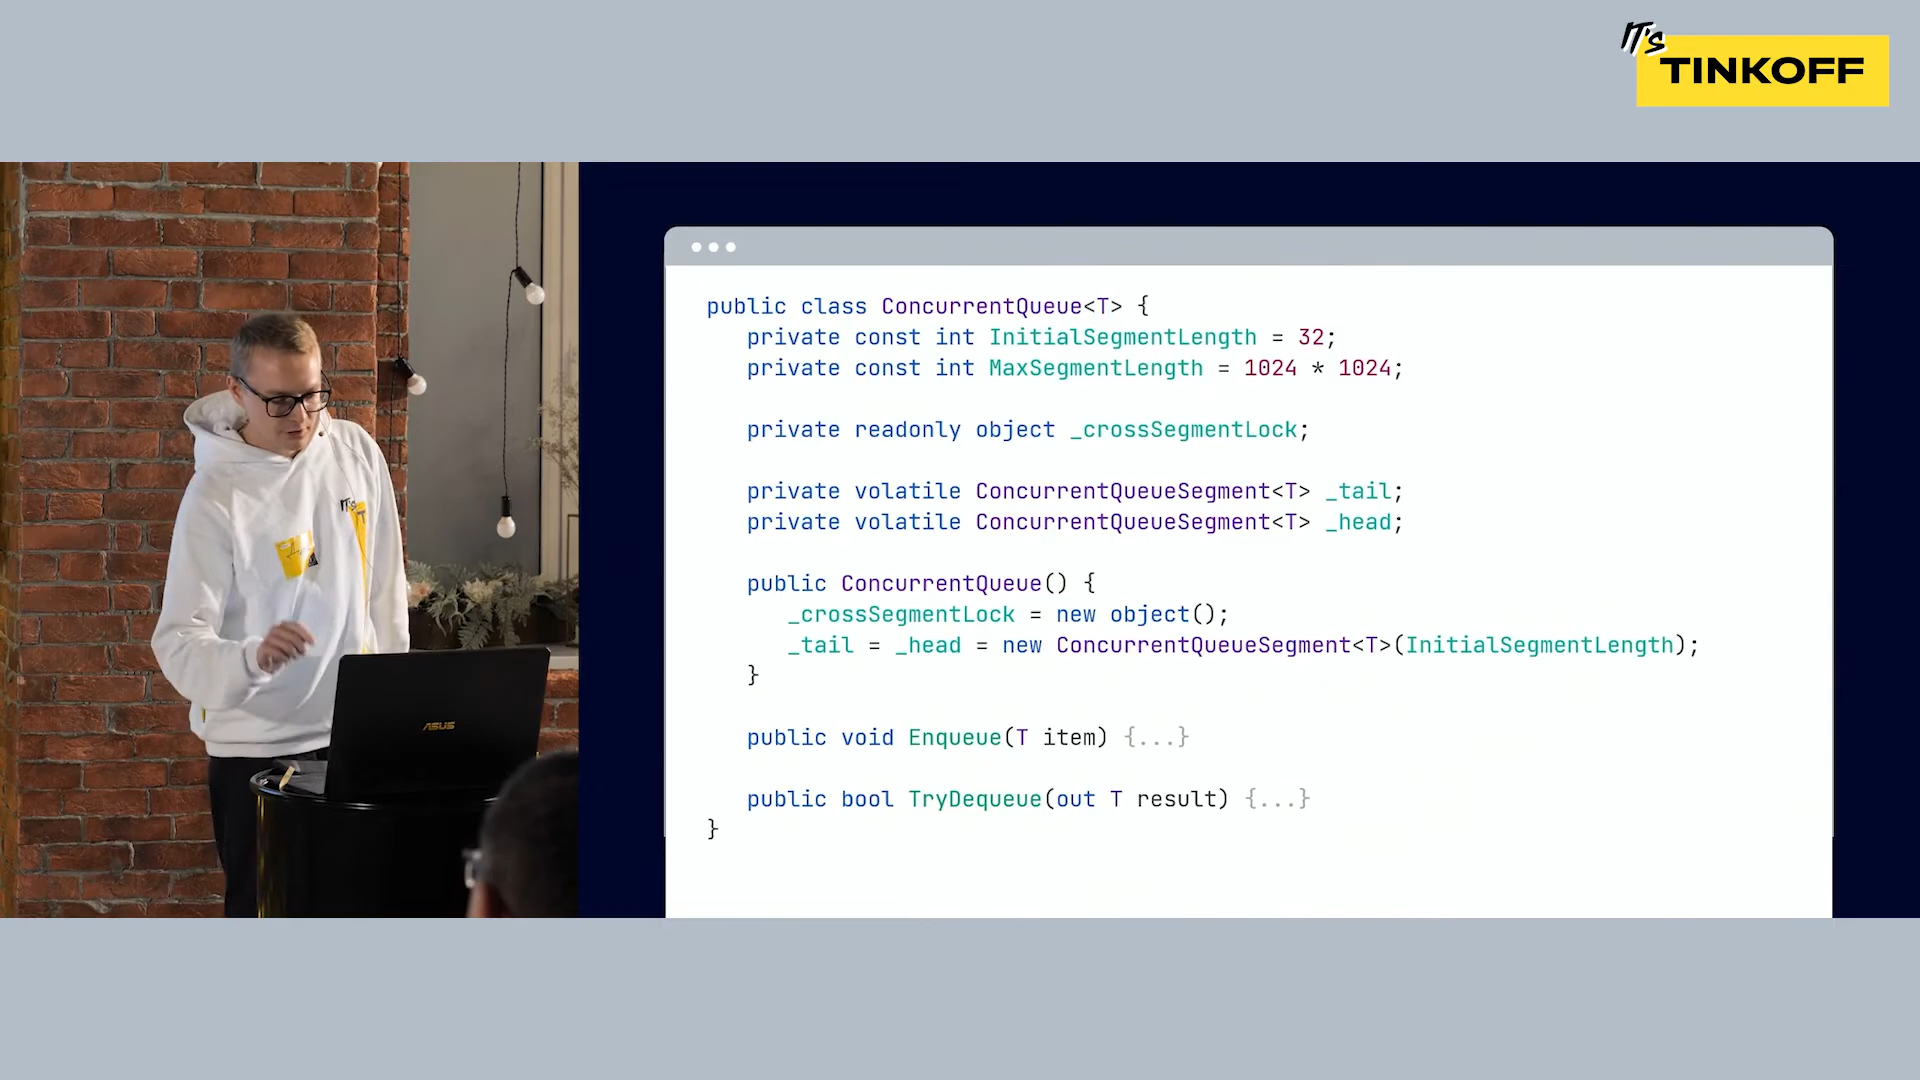 IT's
TINKOFF
public class ConcurrentQueue<T> {
private const int InitialSegmentLength = 32;
private const int MaxSegmentLength = 1024 * 1024;
private readonly object _crossSegmentLock;
private volatile ConcurrentQueueSegment<T> _tail;
private volatile ConcurrentQueueSegment<T> _head;
public ConcurrentQueue() {
_crossSegmentLock = new object();
_tail = _head = new ConcurrentQueueSegment<T>(InitialSegmentLength);
}
public void Enqueue(T item) {...}
public bool TryDequeue(out T result) {...}
}
IT's
ASUS